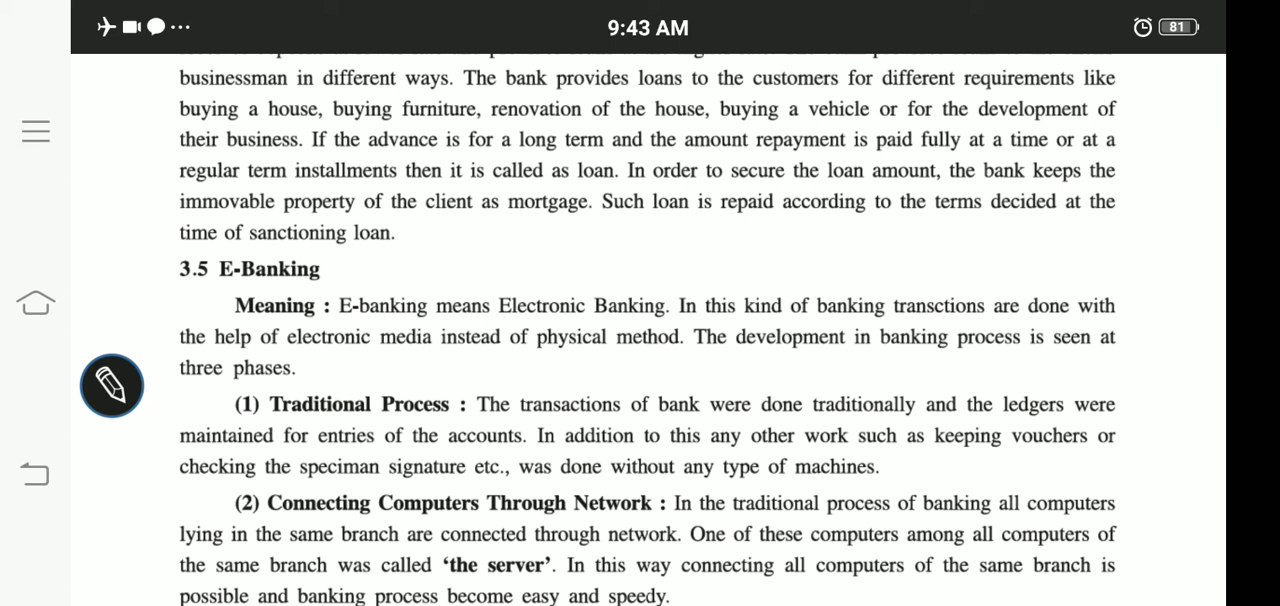 9:43 AM
81
businessman in different ways. The bank provides loans to the customers for different requirements like
buying a house, buying furniture, renovation of the house, buying a vehicle or for the development of
their business. If the advance is for a long term and the amount repayment is paid fully at a time or at a
regular term installments then it is called as loan. In order to secure the loan amount, the bank keeps the
immovable property of the client as mortgage. Such loan is repaid according to the terms decided at the
time of sanctioning loan.
3.5 E-Banking
Meaning : E-banking means Electronic Banking. In this kind of banking transctions are done with
the help of electronic media instead of physical method. The development in banking process is seen at
three phases.
(1) Traditional Process : The transactions of bank were done traditionally and the ledgers were
maintained for entries of the accounts. In addition to this any other work such as keeping vouchers or
checking the speciman signature etc., was done without any type of machines.
(2) Connecting Computers Through Network : In the traditional process of banking all computers
lying in the same branch are connected through network. One of these computers among all computers of
the same branch was called ‘the server’. In this way connecting all computers of the same branch is
possible and banking process become easy and speedy.